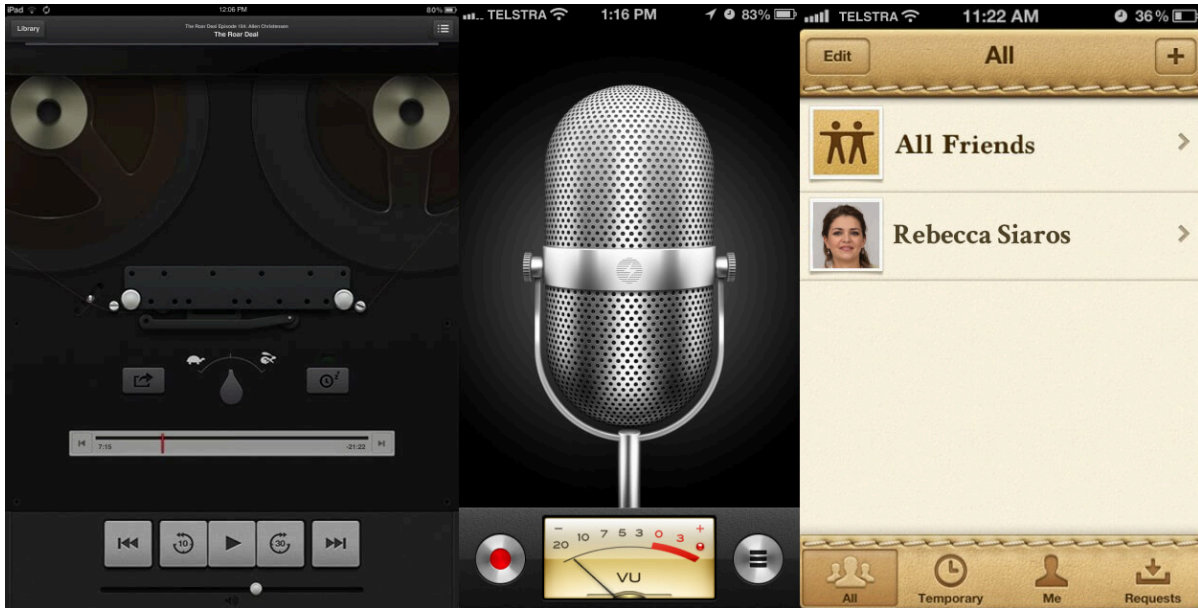 iPad 12:06 PM 80%
Library
The Roar Deal Episode 104: Allen Christensen
The Roar Deal
7:15 -21:22
10 30
TELSTRA 1:16 PM 83%
- +
20 10 7 5 3 0 3
VU
TELSTRA 11:22 AM 36%
Edit All +
All Friends
Rebecca Siaros
All Temporary Me Requests